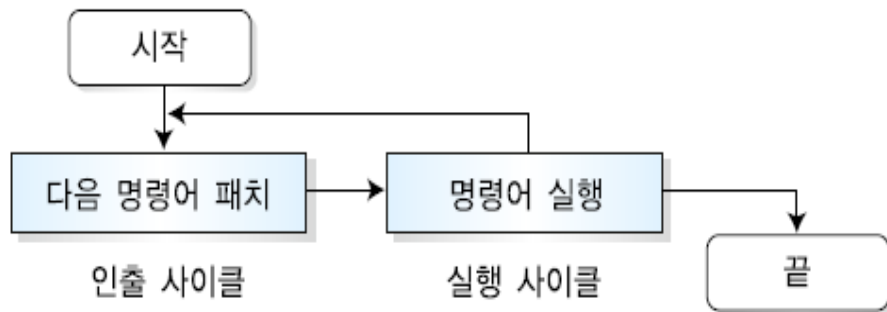 시작
다음 명령어 패치
명령어 실행
인출 사이클
실행 사이클
끝